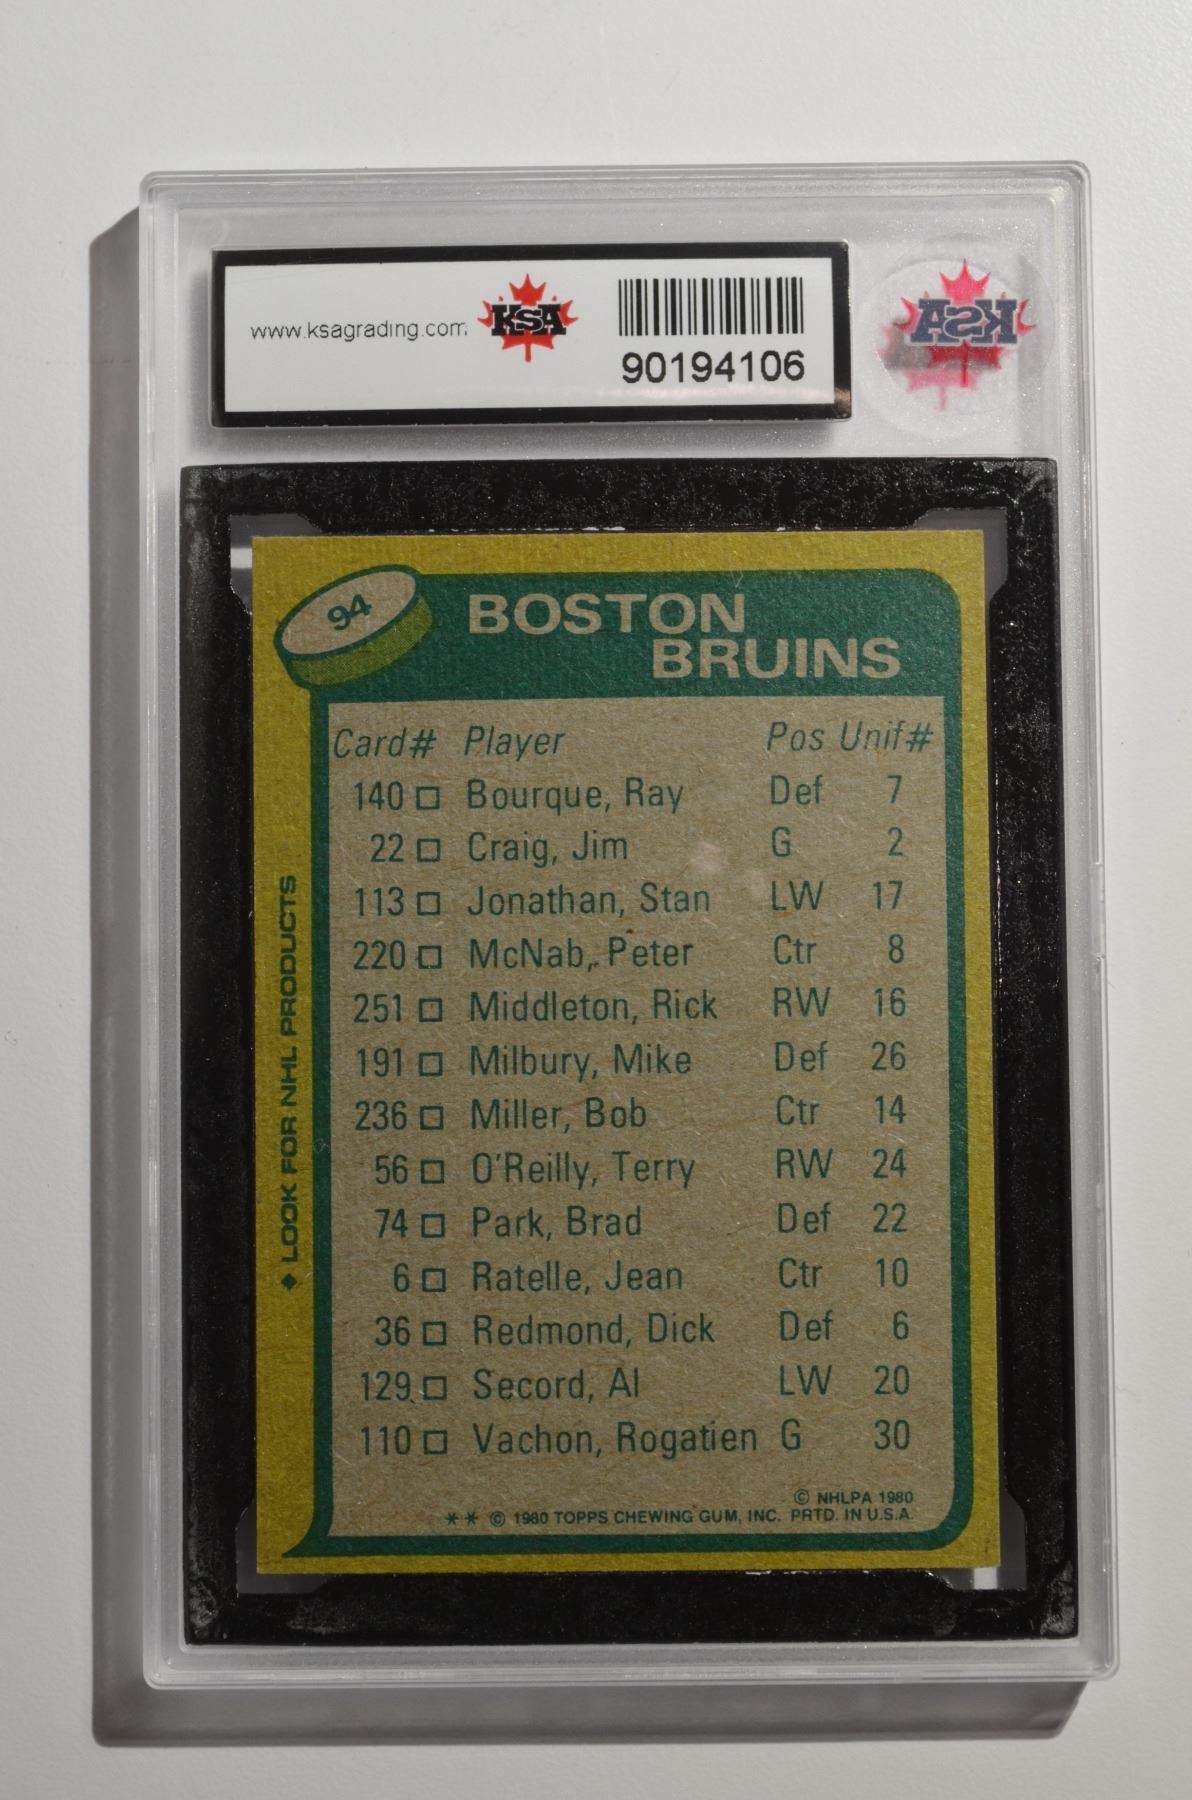 www.ksagrading.com
KSA
90194106
KSA
94
BOSTON
BRUINS
Card# Player Pos Unif#
140 Bourque, Ray Def 7
22 Craig, Jim G 2
113 Jonathan, Stan LW 17
220 McNab, Peter Ctr 8
251 Middleton, Rick RW 16
191 Milbury, Mike Def 26
236 Miller, Bob Ctr 14
56 O'Reilly, Terry RW 24
74 Park, Brad Def 22
6 Ratelle, Jean Ctr 10
36 Redmond, Dick Def 6
129 Secord, Al LW 20
110 Vachon, Rogatien G 30
© NHLPA 1980
** © 1980 TOPPS CHEWING GUM, INC. PRTD. IN U.S.A.
♦ LOOK FOR NHL PRODUCTS